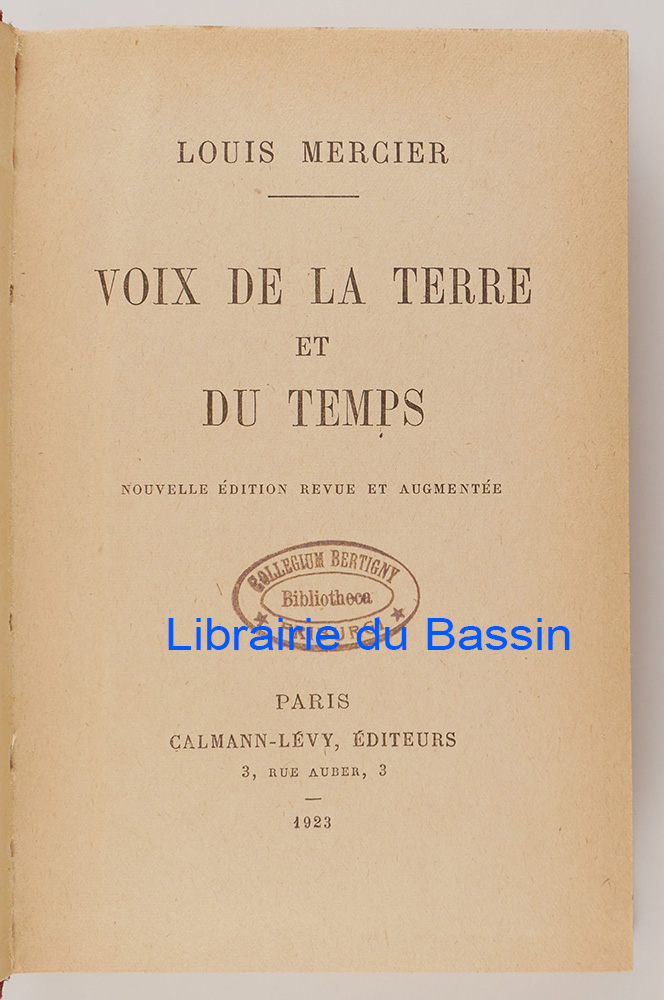 LOUIS MERCIER
VOIX DE LA TERRE
ET
DU TEMPS
NOUVELLE ÉDITION REVUE ET AUGMENTÉE
COLLEGIUM BERTIGNY
Bibliotheca
Librairie du Bassin
PARIS
CALMANN-LÉVY, ÉDITEURS
3, RUE AUBER, 3
1923